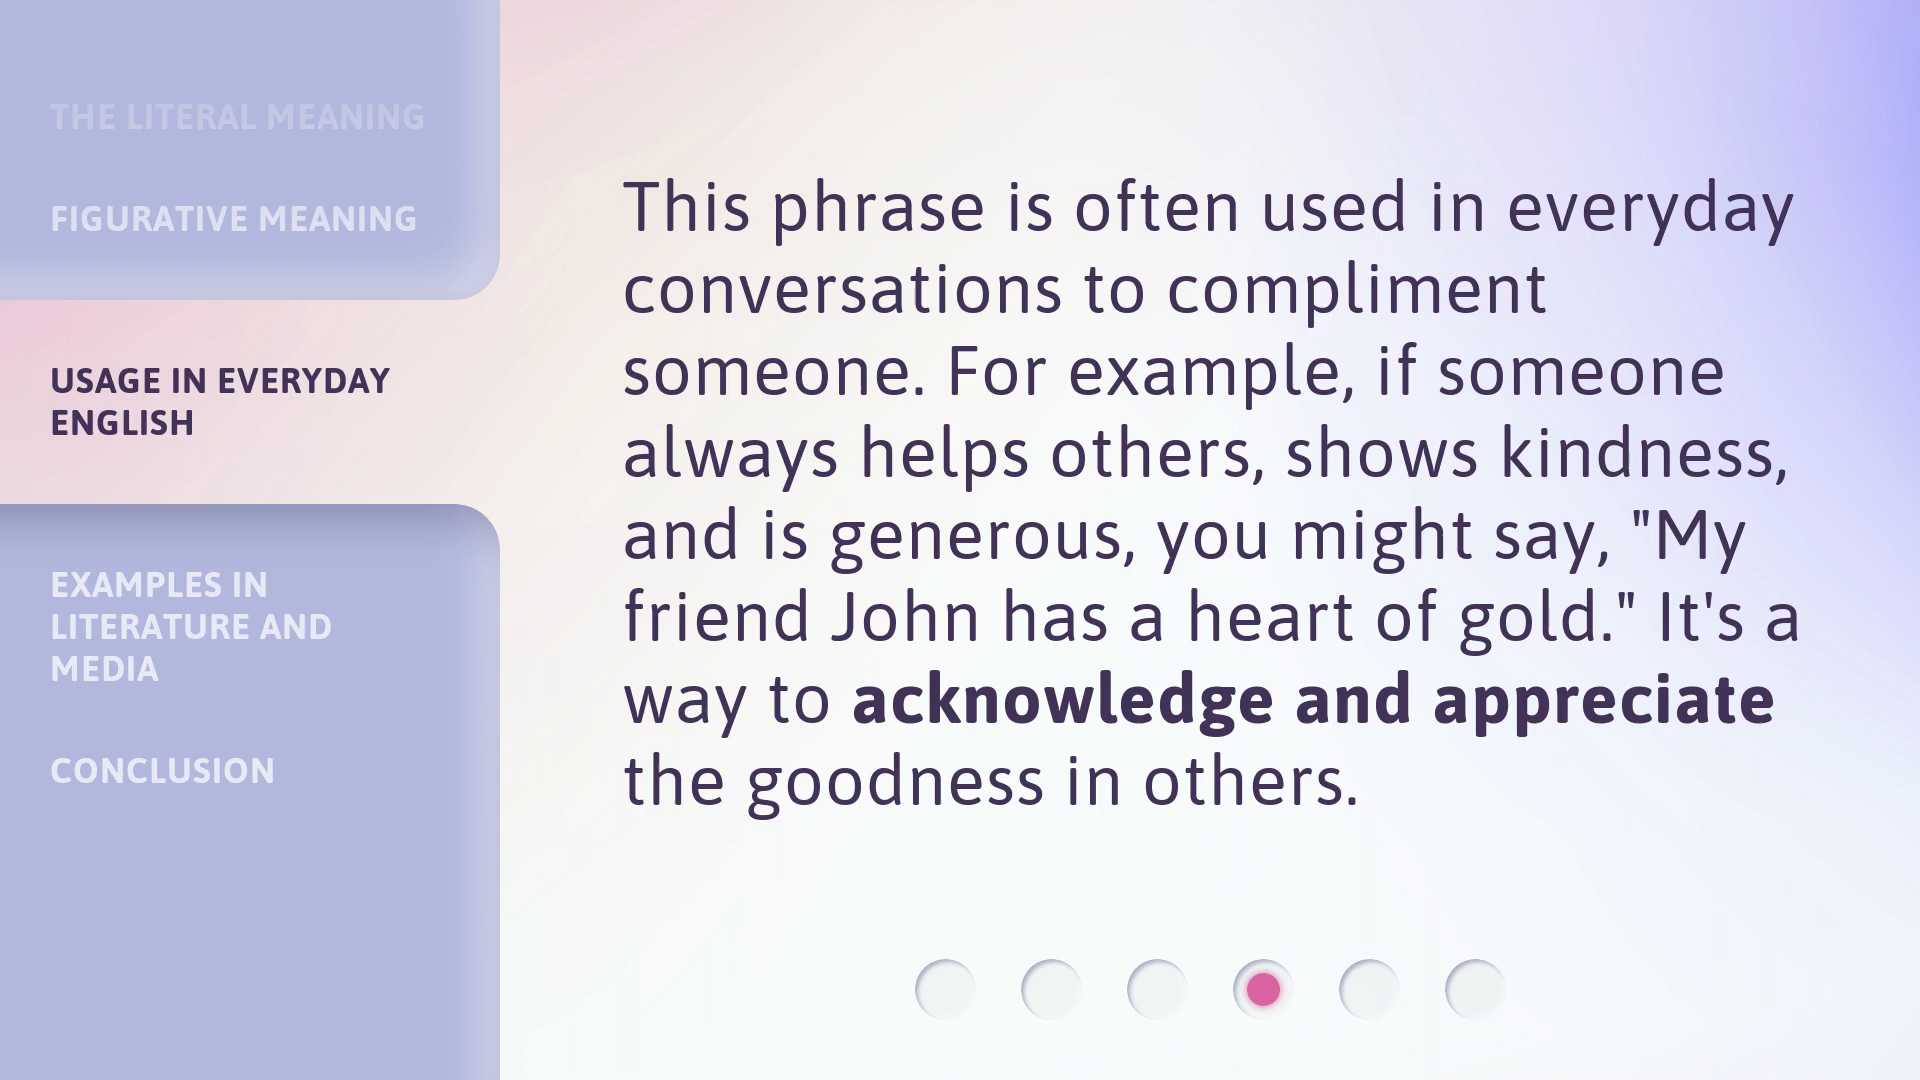 THE LITERAL MEANING
FIGURATIVE MEANING
USAGE IN EVERYDAY
ENGLISH
EXAMPLES IN
LITERATURE AND
MEDIA
CONCLUSION
This phrase is often used in everyday
conversations to compliment
someone. For example, if someone
always helps others, shows kindness,
and is generous, you might say, "My
friend John has a heart of gold." It's a
way to acknowledge and appreciate
the goodness in others.